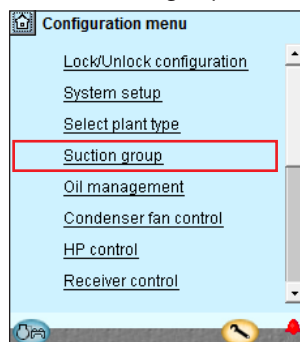 Configuration menu
Lock/Unlock configuration
System setup
Select plant type
Suction group
Oil management
Condenser fan control
HP control
Receiver control